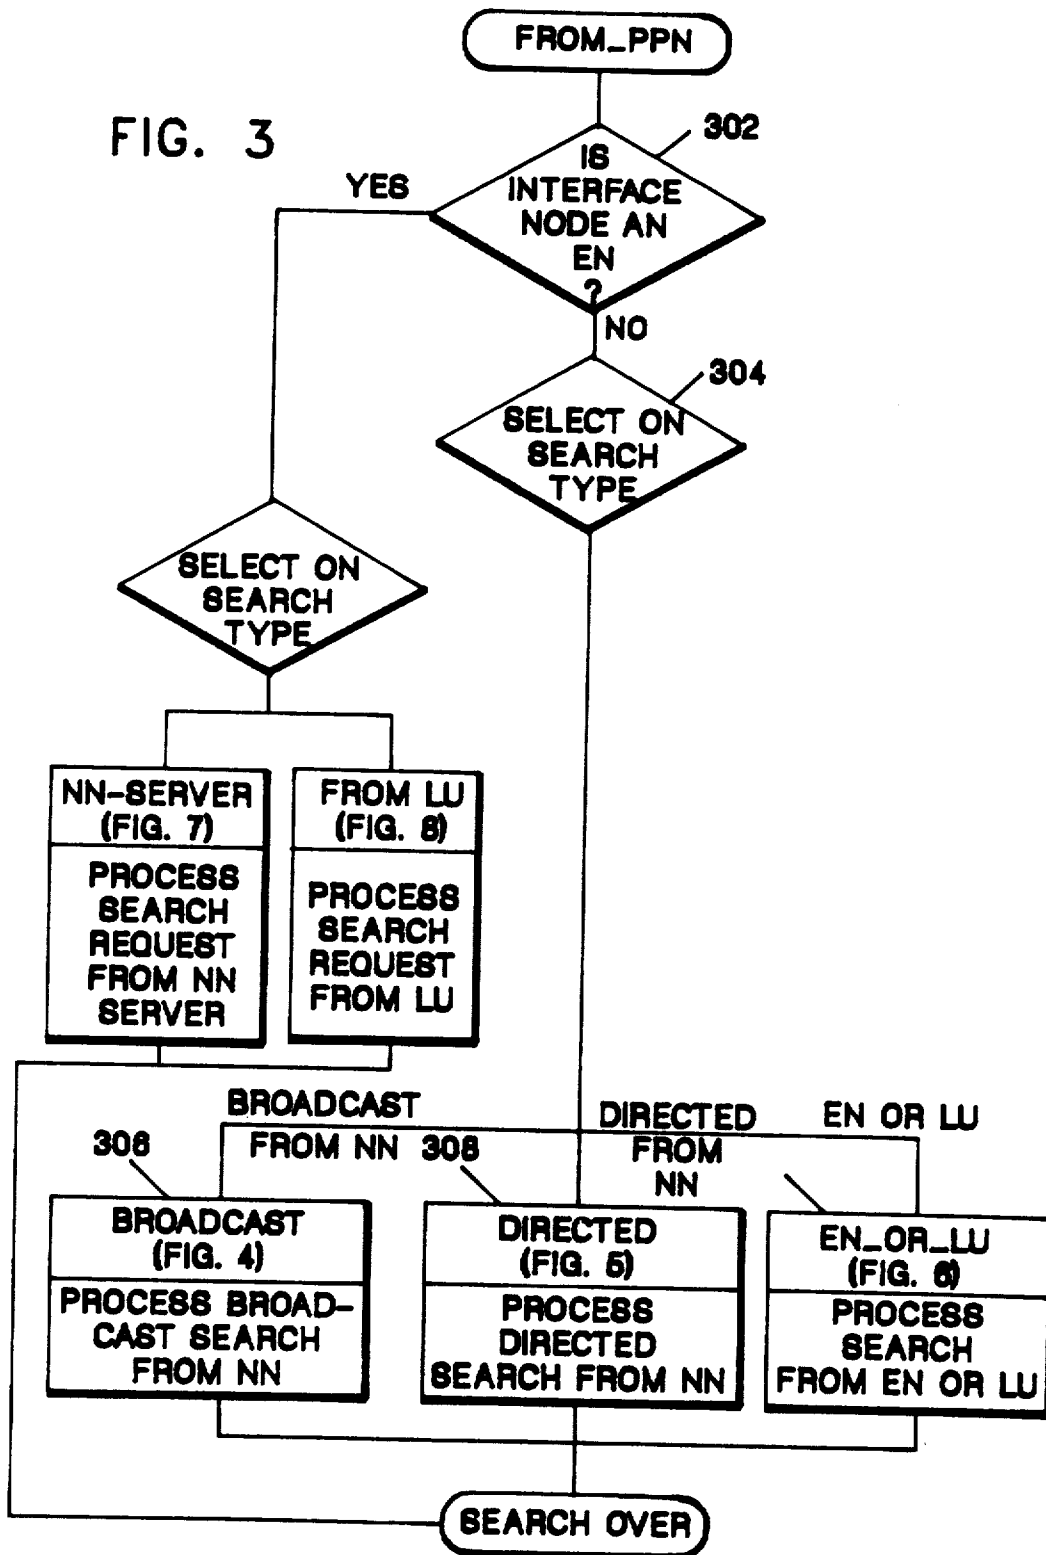 FROM_PPN
FIG. 3
302
IS
INTERFACE
NODE AN
EN
?
YES
NO
304
SELECT ON
SEARCH
TYPE
SELECT ON
SEARCH
TYPE
NN-SERVER
(FIG. 7)
PROCESS
SEARCH
REQUEST
FROM NN
SERVER
FROM LU
(FIG. 8)
PROCESS
SEARCH
REQUEST
FROM LU
BROADCAST
FROM NN
DIRECTED
FROM
NN
EN OR LU
306
BROADCAST
(FIG. 4)
PROCESS BROAD-
CAST SEARCH
FROM NN
308
DIRECTED
(FIG. 5)
PROCESS
DIRECTED
SEARCH FROM NN
EN_OR_LU
(FIG. 6)
PROCESS
SEARCH
FROM EN OR LU
SEARCH OVER